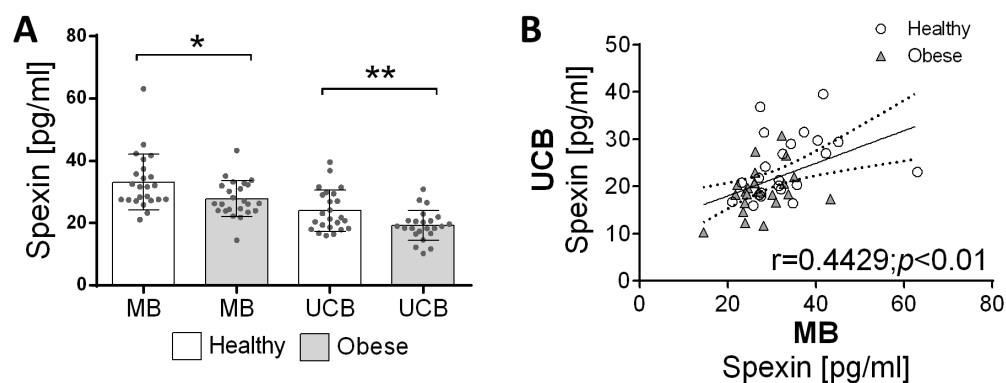 A
Spexin [pg/ml]
80
60
40
20
0
*
**
MB
MB
UCB
UCB
Healthy
Obese
B
Healthy
Obese
UCB
Spexin [pg/ml]
50
40
30
20
10
0
r=0.4429;p<0.01
0
20
40
60
80
MB
Spexin [pg/ml]